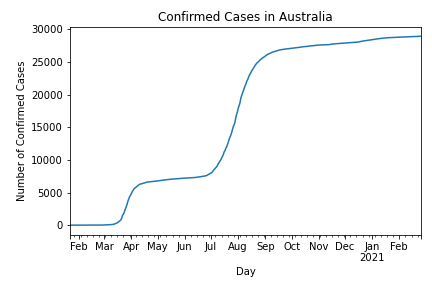 Confirmed Cases in Australia
Number of Confirmed Cases
30000
25000
20000
15000
10000
5000
0
Feb Mar Apr May Jun Jul Aug Sep Oct Nov Dec Jan Feb
2021
Day